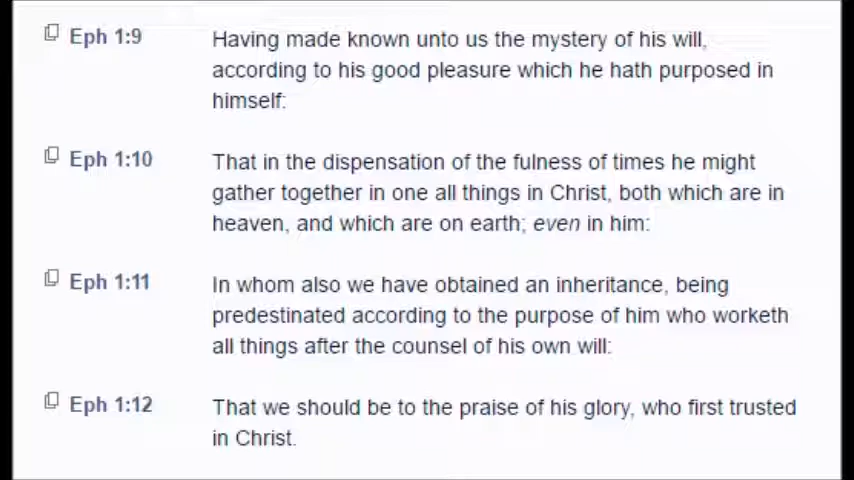 Eph 1:9 Having made known unto us the mystery of his will,
according to his good pleasure which he hath purposed in
himself:
Eph 1:10 That in the dispensation of the fulness of times he might
gather together in one all things in Christ, both which are in
heaven, and which are on earth; even in him:
Eph 1:11 In whom also we have obtained an inheritance, being
predestinated according to the purpose of him who worketh
all things after the counsel of his own will:
Eph 1:12 That we should be to the praise of his glory, who first trusted
in Christ.